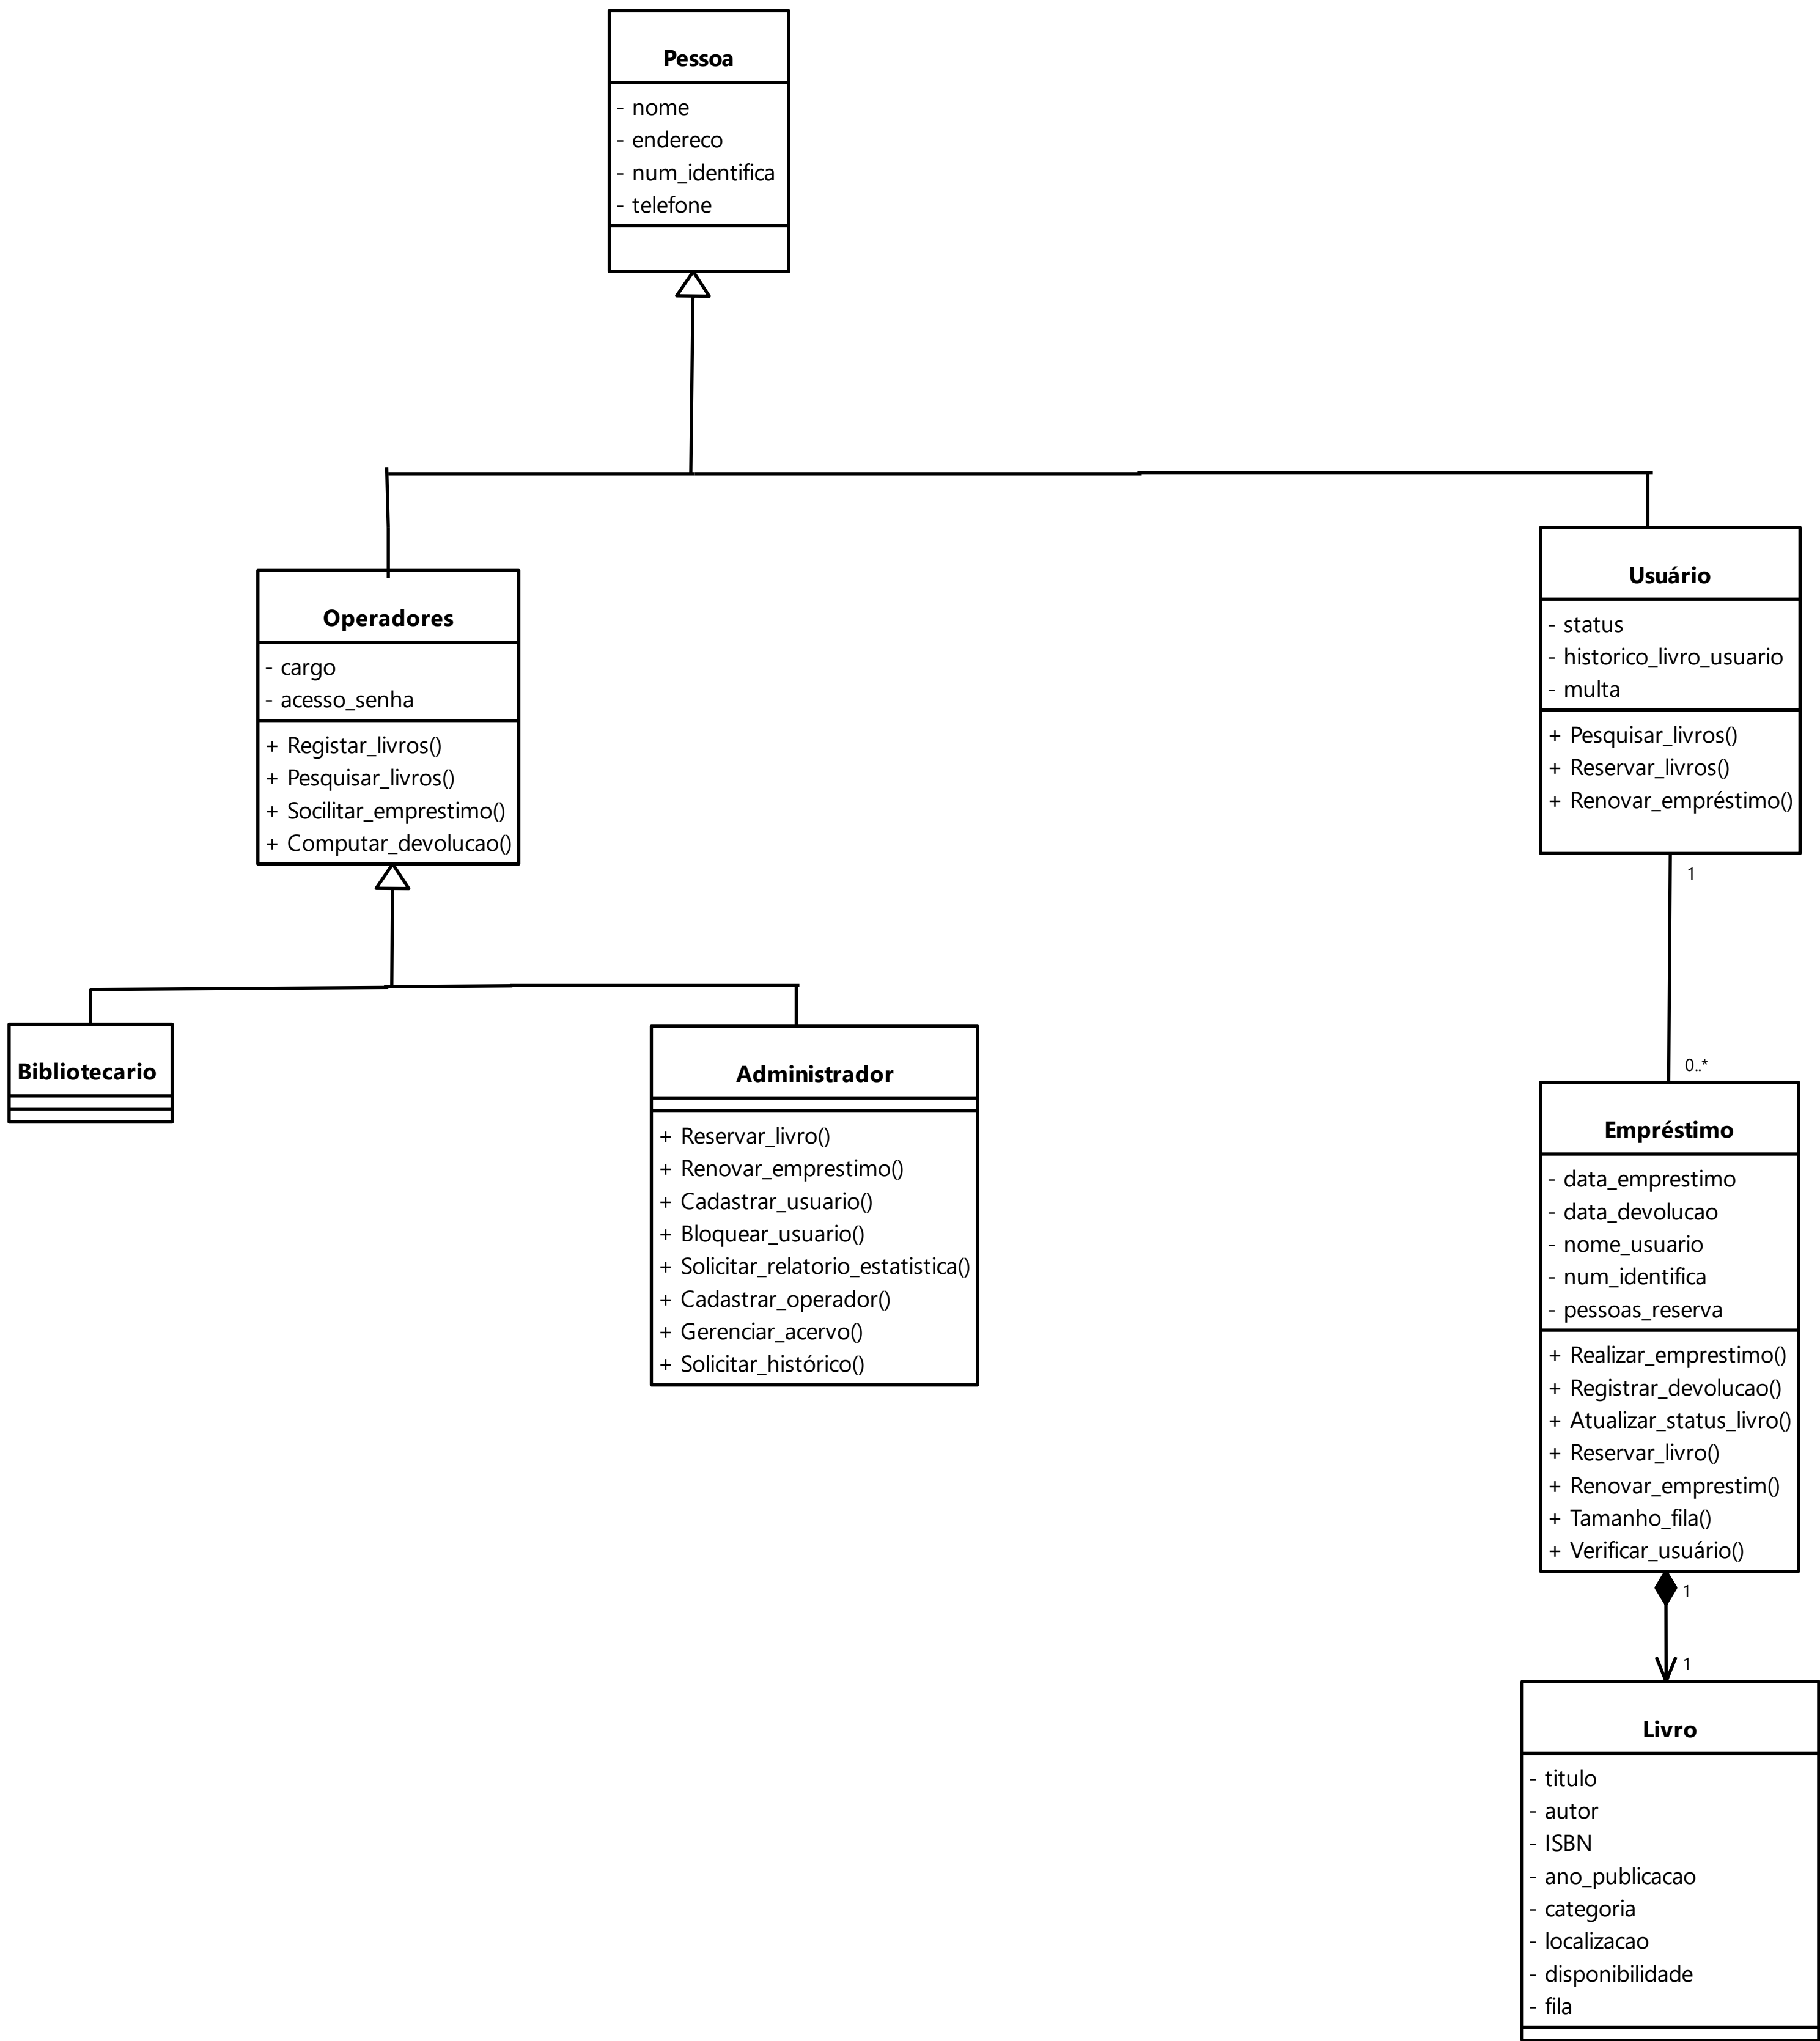 Pessoa
- nome
- endereco
- num_identifica
- telefone
Operadores
- cargo
- acesso_senha
+ Registar_livros()
+ Pesquisar_livros()
+ Socilitar_emprestimo()
+ Computar_devolucao()
Usuário
- status
- historico_livro_usuario
- multa
+ Pesquisar_livros()
+ Reservar_livros()
+ Renovar_empréstimo()
1
0..*
Bibliotecario
Administrador
+ Reservar_livro()
+ Renovar_emprestimo()
+ Cadastrar_usuario()
+ Bloquear_usuario()
+ Solicitar_relatorio_estatistica()
+ Cadastrar_operador()
+ Gerenciar_acervo()
+ Solicitar_histórico()
Empréstimo
- data_emprestimo
- data_devolucao
- nome_usuario
- num_identifica
- pessoas_reserva
+ Realizar_emprestimo()
+ Registrar_devolucao()
+ Atualizar_status_livro()
+ Reservar_livro()
+ Renovar_emprestim()
+ Tamanho_fila()
+ Verificar_usuário()
1
1
Livro
- titulo
- autor
- ISBN
- ano_publicacao
- categoria
- localizacao
- disponibilidade
- fila